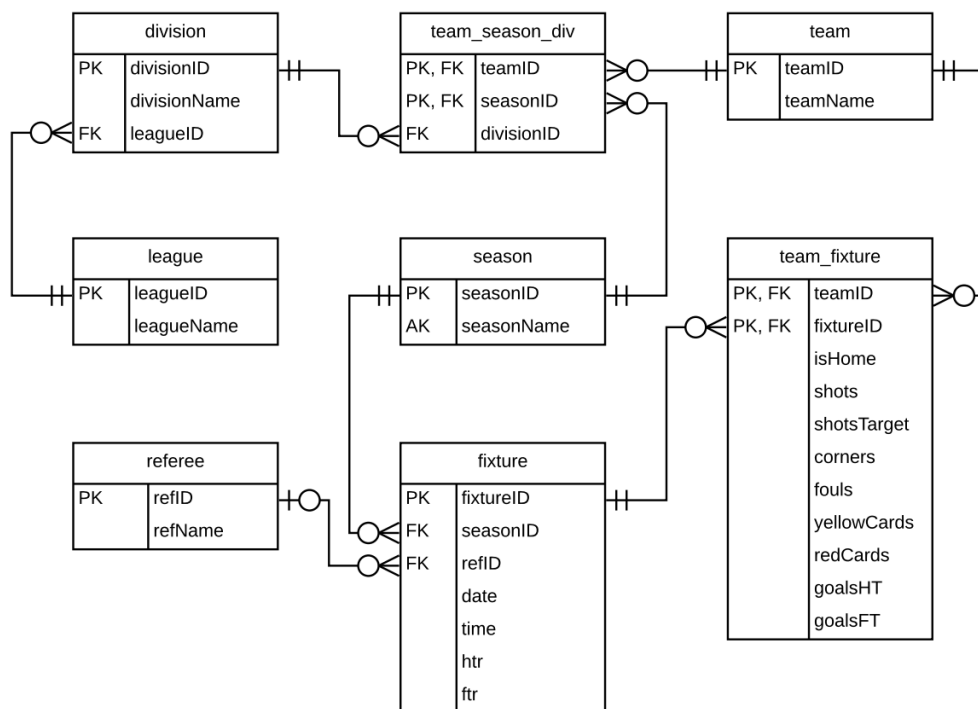 division
PK divisionID
divisionName
FK leagueID
team_season_div
PK, FK teamID
PK, FK seasonID
FK divisionID
team
PK teamID
teamName
league
PK leagueID
leagueName
season
PK seasonID
AK seasonName
team_fixture
PK, FK teamID
PK, FK fixtureID
isHome
shots
shotsTarget
corners
fouls
yellowCards
redCards
goalsHT
goalsFT
referee
PK refID
refName
fixture
PK fixtureID
FK seasonID
FK refID
date
time
htr
ftr